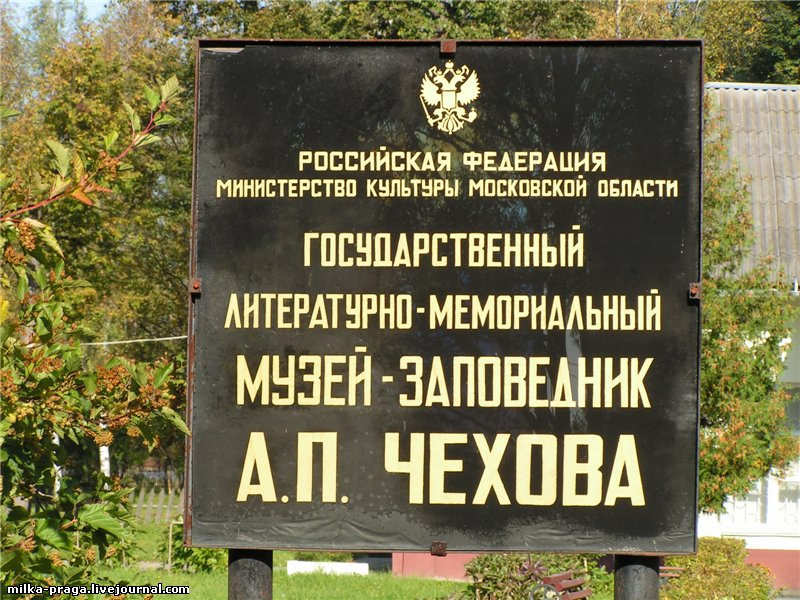 РОССИЙСКАЯ ФЕДЕРАЦИЯ
МИНИСТЕРСТВО КУЛЬТУРЫ МОСКОВСКОЙ ОБЛАСТИ
ГОСУДАРСТВЕННЫЙ
ЛИТЕРАТУРНО-МЕМОРИАЛЬНЫЙ
МУЗЕЙ-ЗАПОВЕДНИК
А.П. ЧЕХОВА
milka-praga.livejournal.com